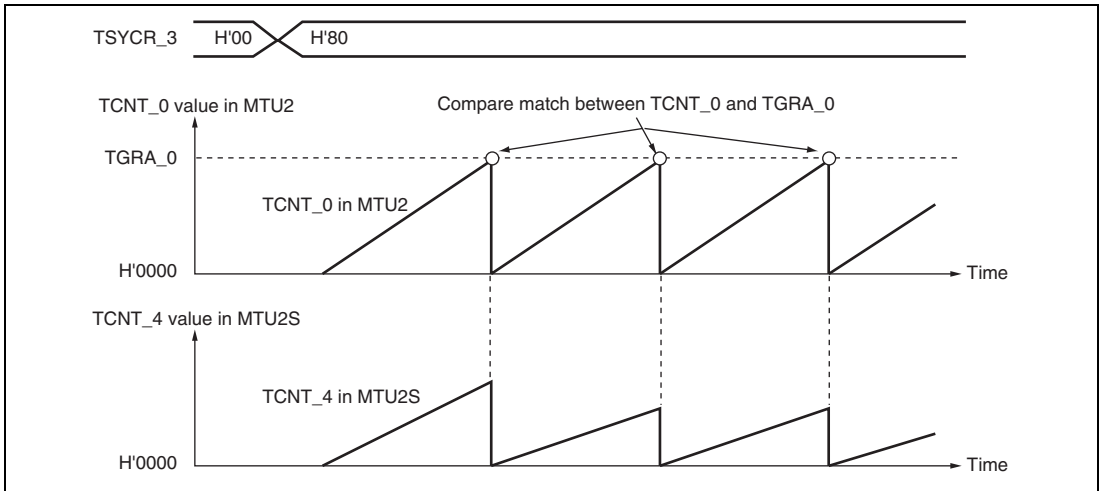 TSYCR_3 H'00 H'80
TCNT_0 value in MTU2
Compare match between TCNT_0 and TGRA_0
TGRA_0
TCNT_0 in MTU2
H'0000
Time
TCNT_4 value in MTU2S
TCNT_4 in MTU2S
H'0000
Time